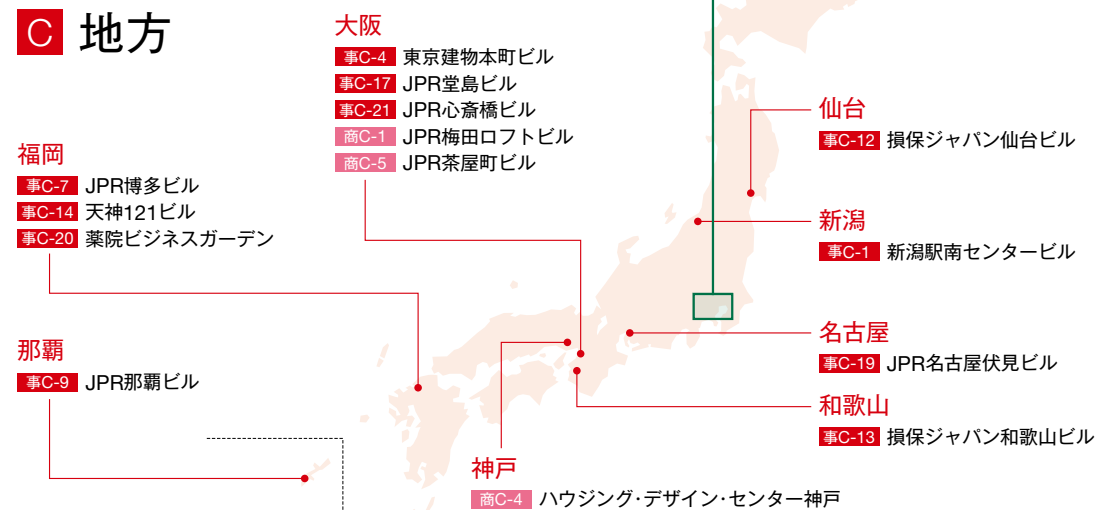 C 地方
大阪
事C-4 東京建物本町ビル
事C-17 JPR堂島ビル
事C-21 JPR心斎橋ビル
商C-1 JPR梅田ロフトビル
商C-5 JPR茶屋町ビル
福岡
事C-7 JPR博多ビル
事C-14 天神121ビル
事C-20 薬院ビジネスガーデン
那覇
事C-9 JPR那覇ビル
神戸
商C-4 ハウジング・デザイン・センター神戸
仙台
事C-12 損保ジャパン仙台ビル
新潟
事C-1 新潟駅南センタービル
名古屋
事C-19 JPR名古屋伏見ビル
和歌山
事C-13 損保ジャパン和歌山ビル